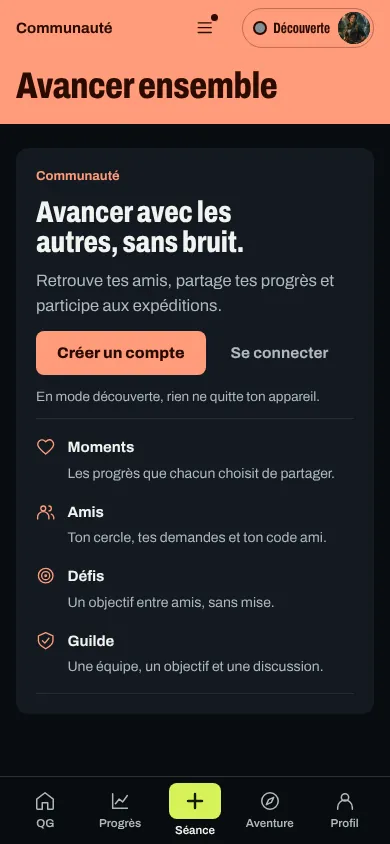 Communauté
Découverte
Avancer ensemble
Communauté
Avancer avec les
autres, sans bruit.
Retrouve tes amis, partage tes progrès et
participe aux expéditions.
Créer un compte
Se connecter
En mode découverte, rien ne quitte ton appareil.
Moments
Les progrès que chacun choisit de partager.
Amis
Ton cercle, tes demandes et ton code ami.
Défis
Un objectif entre amis, sans mise.
Guilde
Une équipe, un objectif et une discussion.
QG
Progrès
Séance
Aventure
Profil